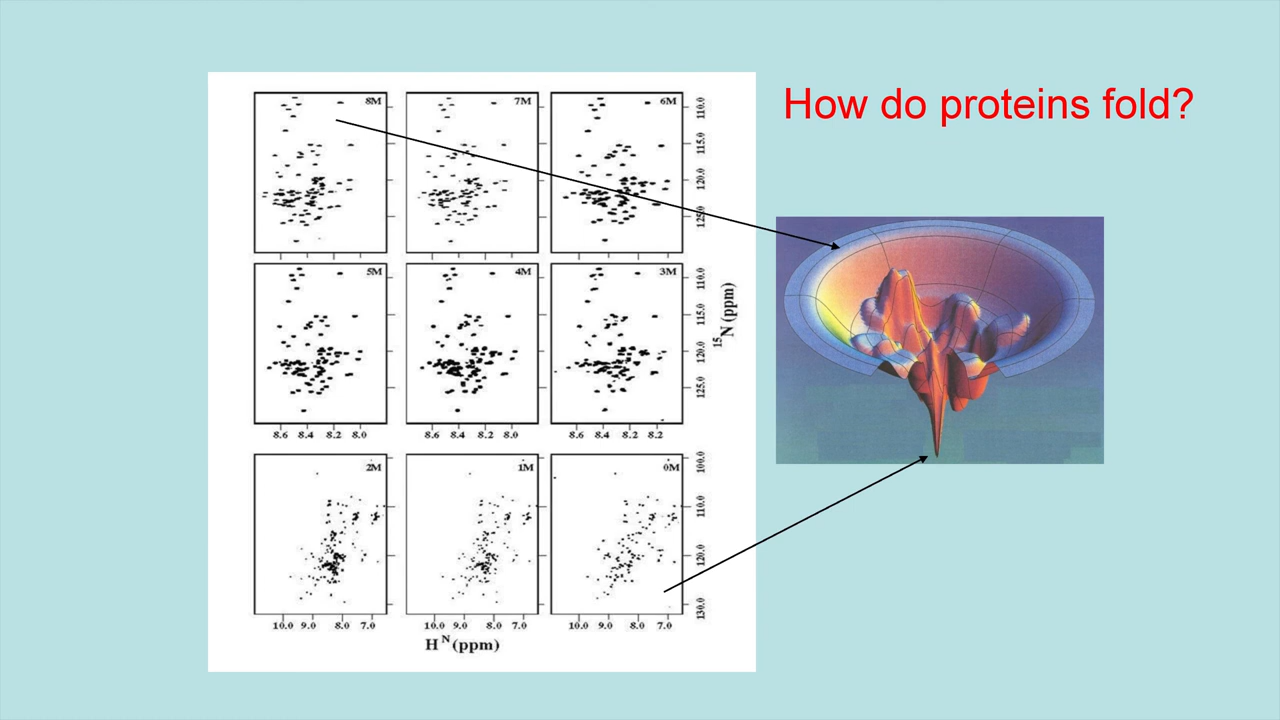 How do proteins fold?
8M 7M 6M
110.0
115.0
120.0
125.0
5M 4M 3M
110.0
115.0
120.0
125.0
8.6 8.4 8.2 8.0 8.6 8.4 8.2 8.0 8.6 8.4 8.2
15N (ppm)
2M 1M 0M
100.0
110.0
120.0
130.0
10.0 9.0 8.0 7.0 10.0 9.0 8.0 7.0 10.0 9.0 8.0 7.0
HN (ppm)